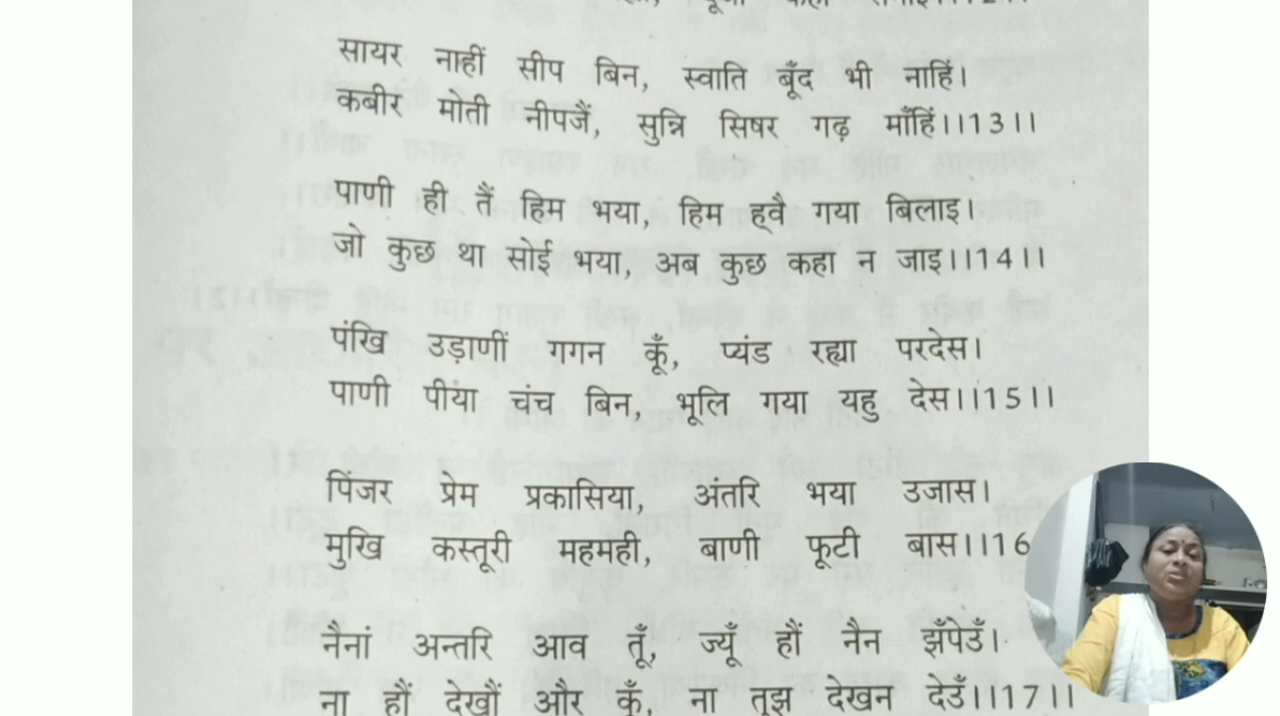 सायर नाहीं सीप बिन, स्वाति बूँद भी नाहिं।
कबीर मोती नीपजैं, सुन्नि सिषर गढ़ माँहिं।।13।।
पाणी ही तैं हिम भया, हिम ह्वै गया बिलाइ।
जो कुछ था सोई भया, अब कुछ कहा न जाइ।।14।।
पंखि उड़ाणीं गगन कूँ, प्यंड रह्या परदेस।
पाणी पीया चंच बिन, भूलि गया यहु देस।।15।।
पिंजर प्रेम प्रकासिया, अंतरि भया उजास।
मुखि कस्तूरी महमही, बाणी फूटी बास।।16
नैनां अन्तरि आव तूँ, ज्यूँ हौं नैन झँपेउँ।
ना हौं देखौं और कूँ, ना तुझ देखन देउँ।।17।।